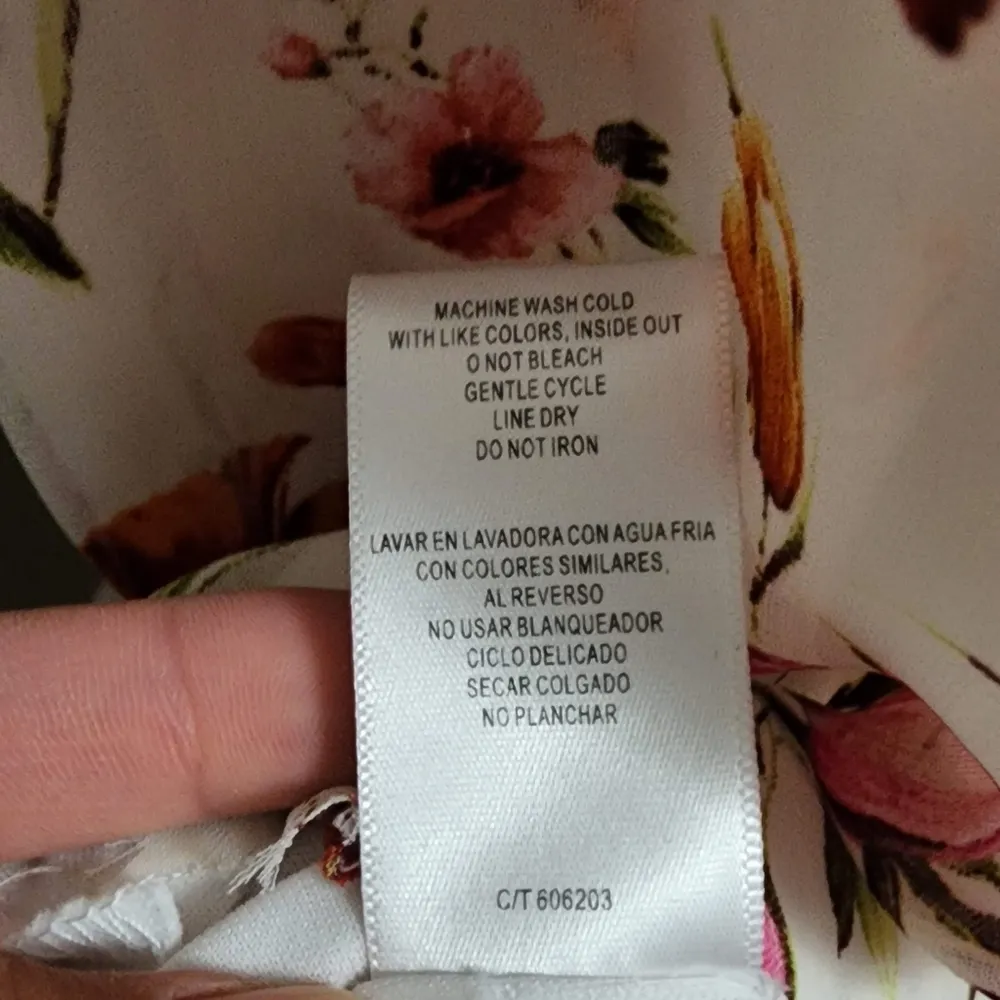 MACHINE WASH COLD
WITH LIKE COLORS, INSIDE OUT
O NOT BLEACH
GENTLE CYCLE
LINE DRY
DO NOT IRON
LAVAR EN LAVADORA CON AGUA FRIA
CON COLORES SIMILARES,
AL REVERSO
NO USAR BLANQUEADOR
CICLO DELICADO
SECAR COLGADO
NO PLANCHAR
C/T 606203